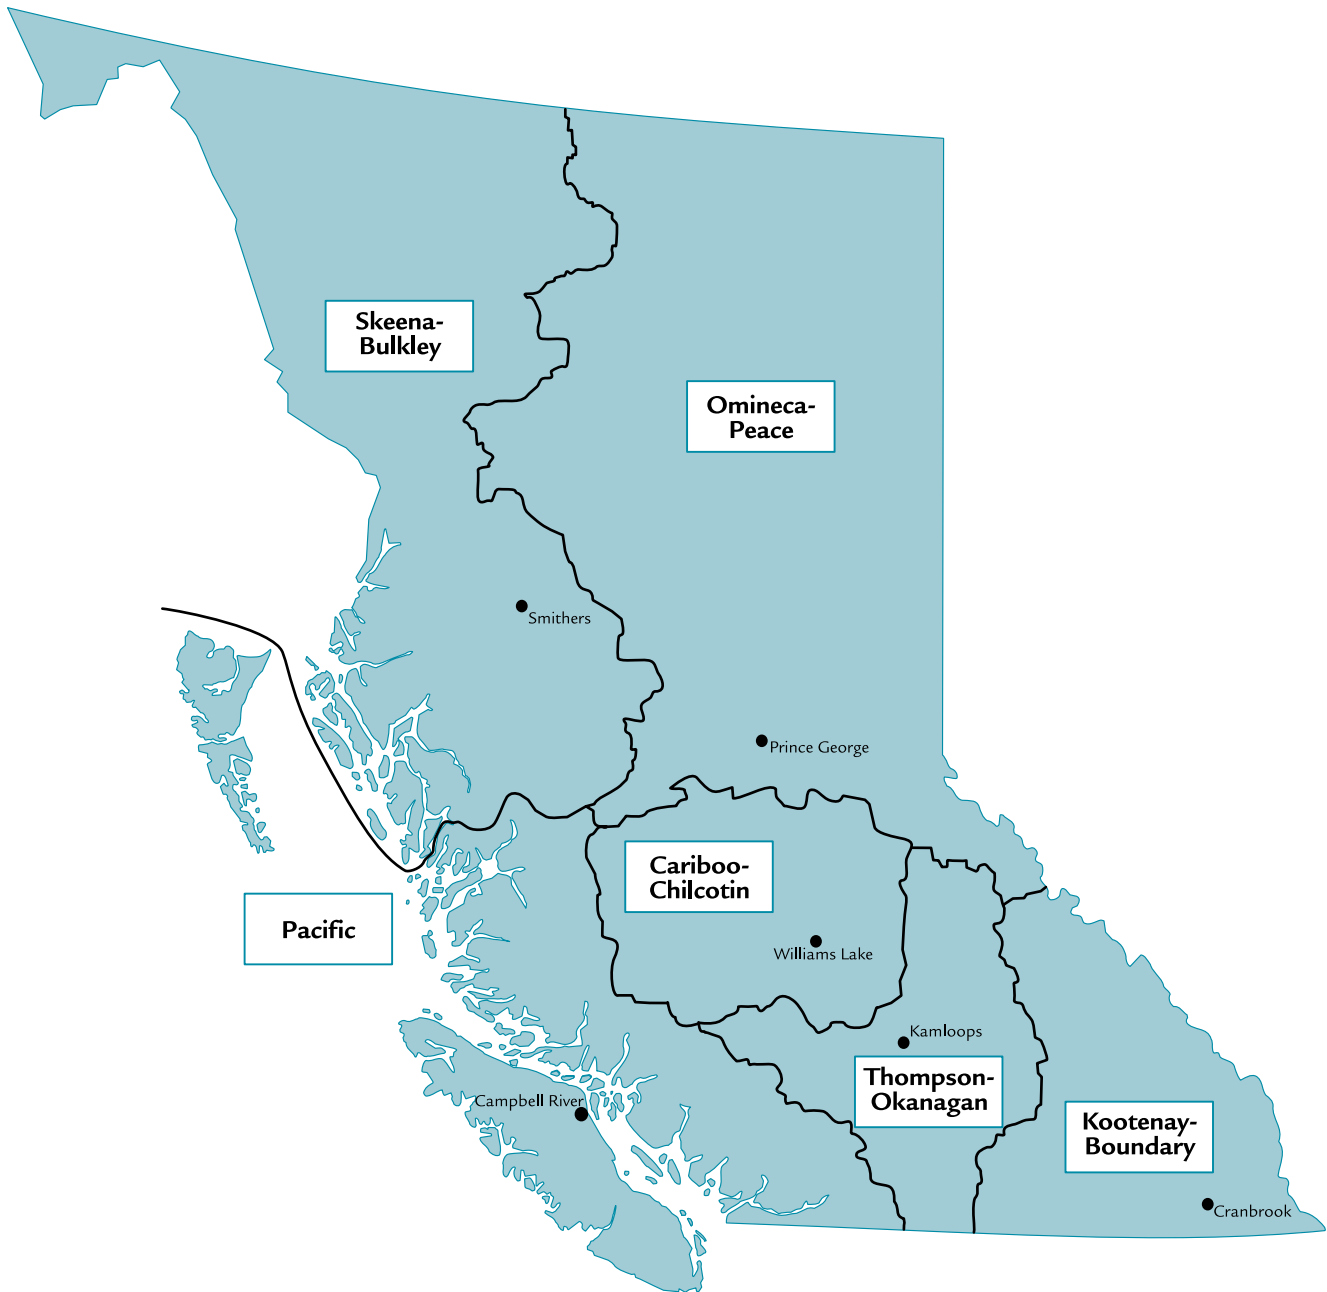 Skeena-
Bulkley
Omineca-
Peace
Smithers
Prince George
Cariboo-
Chilcotin
Pacific
Williams Lake
Kamloops
Thompson-
Okanagan
Campbell River
Kootenay-
Boundary
Cranbrook